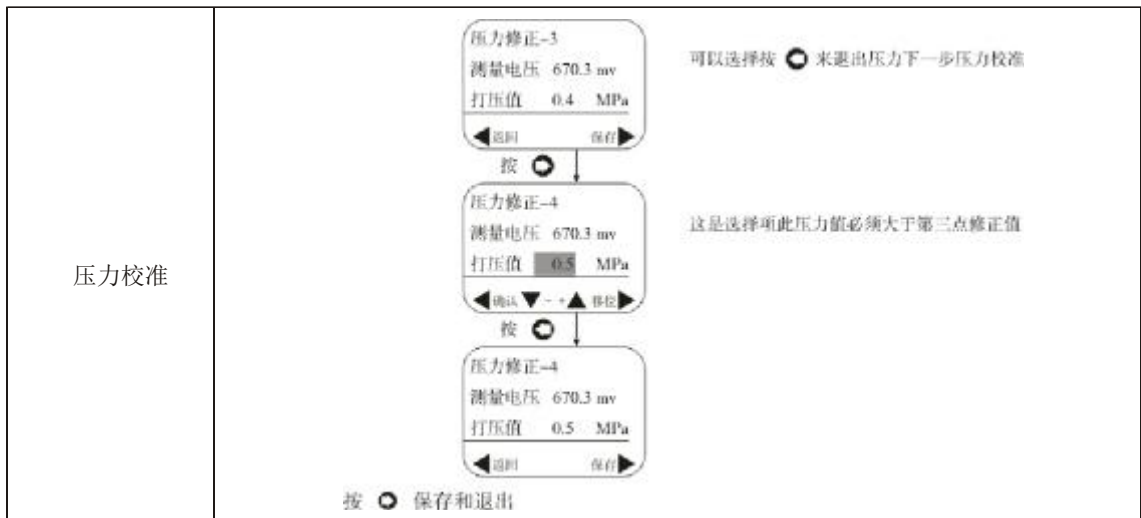 压力校准
压力修正-3
测量电压 670.3 mv
打压值 0.4 MPa
返回 保存
可以选择按 来退出压力下一步压力校准
按
压力修正-4
测量电压 670.3 mv
打压值 0.5 MPa
确认 - + 移位
这是选择项此压力值必须大于第三点修正值
按
压力修正-4
测量电压 670.3 mv
打压值 0.5 MPa
返回 保存
按 保存和退出